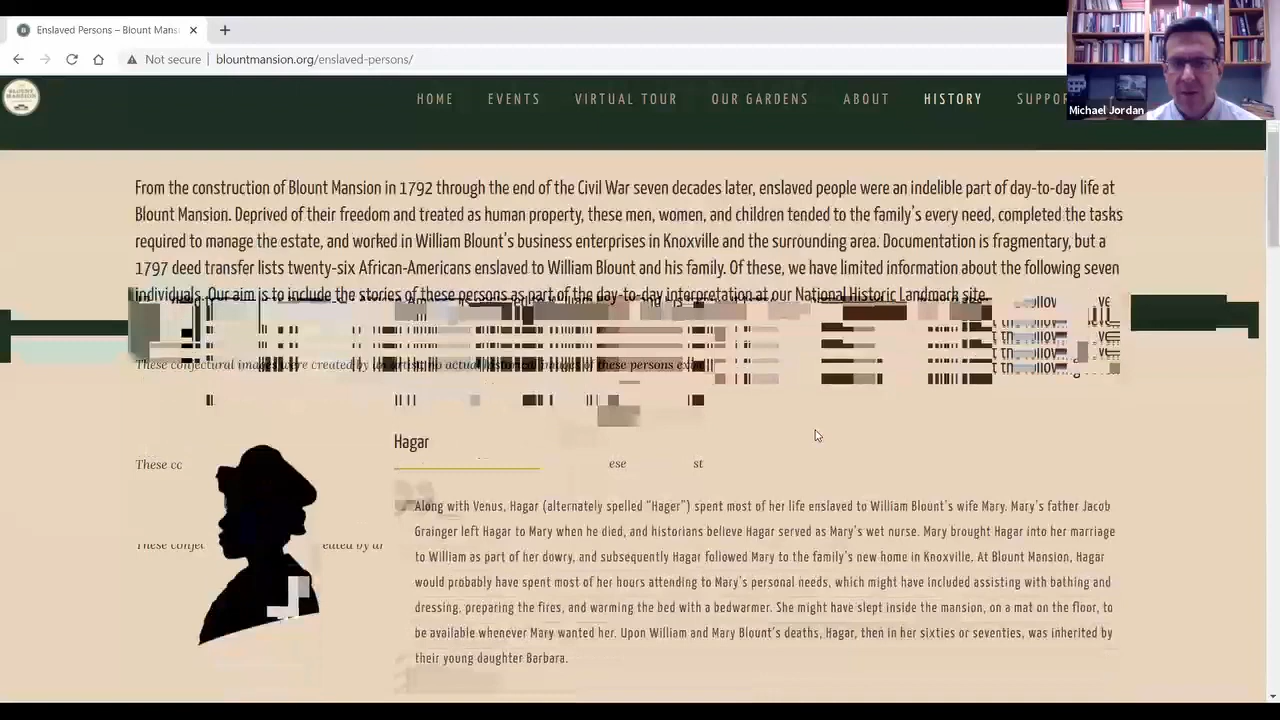 Enslaved Persons – Blount Mans
Not secure
blountmansion.org/enslaved-persons/
HOME EVENTS VIRTUAL TOUR OUR GARDENS ABOUT HISTORY SUPPO
Michael Jordan
From the construction of Blount Mansion in 1792 through the end of the Civil War seven decades later, enslaved people were an indelible part of day-to-day life at
Blount Mansion. Deprived of their freedom and treated as human property, these men, women, and children tended to the family's every need, completed the tasks
required to manage the estate, and worked in William Blount's business enterprises in Knoxville and the surrounding area. Documentation is fragmentary, but a
1797 deed transfer lists twenty-six African-Americans enslaved to William Blount and his family. Of these, we have limited information about the following seven
individuals. Our aim is to include the stories of these persons as part of the day-to-day interpretation at our National Historic Landmark site.
These conjectural images were created by an artist; no actual historical images of these persons exi
Hagar
These cc
ese
st
Along with Venus, Hagar (alternately spelled “Hager”) spent most of her life enslaved to William Blount's wife Mary. Mary's father Jacob
Grainger left Hagar to Mary when he died, and historians believe Hagar served as Mary's wet nurse. Mary brought Hagar into her marriage
to William as part of her dowry, and subsequently Hagar followed Mary to the family's new home in Knoxville. At Blount Mansion, Hagar
would probably have spent most of her hours attending to Mary's personal needs, which might have included assisting with bathing and
dressing, preparing the fires, and warming the bed with a bedwarmer. She might have slept inside the mansion, on a mat on the floor, to
be available whenever Mary wanted her. Upon William and Mary Blount's deaths, Hagar, then in her sixties or seventies, was inherited by
their young daughter Barbara.